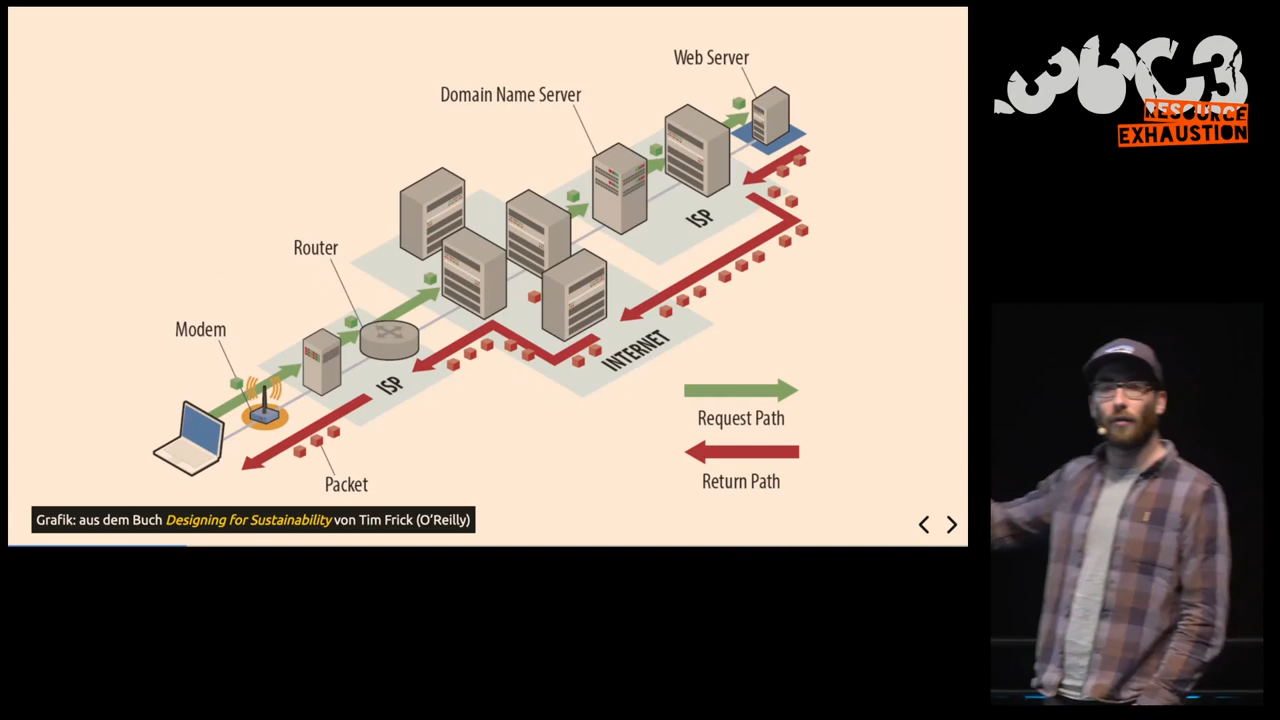 Web Server
Domain Name Server
Router
Modem
ISP
INTERNET
ISP
Packet
Request Path
Return Path
Grafik: aus dem Buch Designing for Sustainability von Tim Frick (O'Reilly)
36C3
RESOURCE
EXHAUSTION